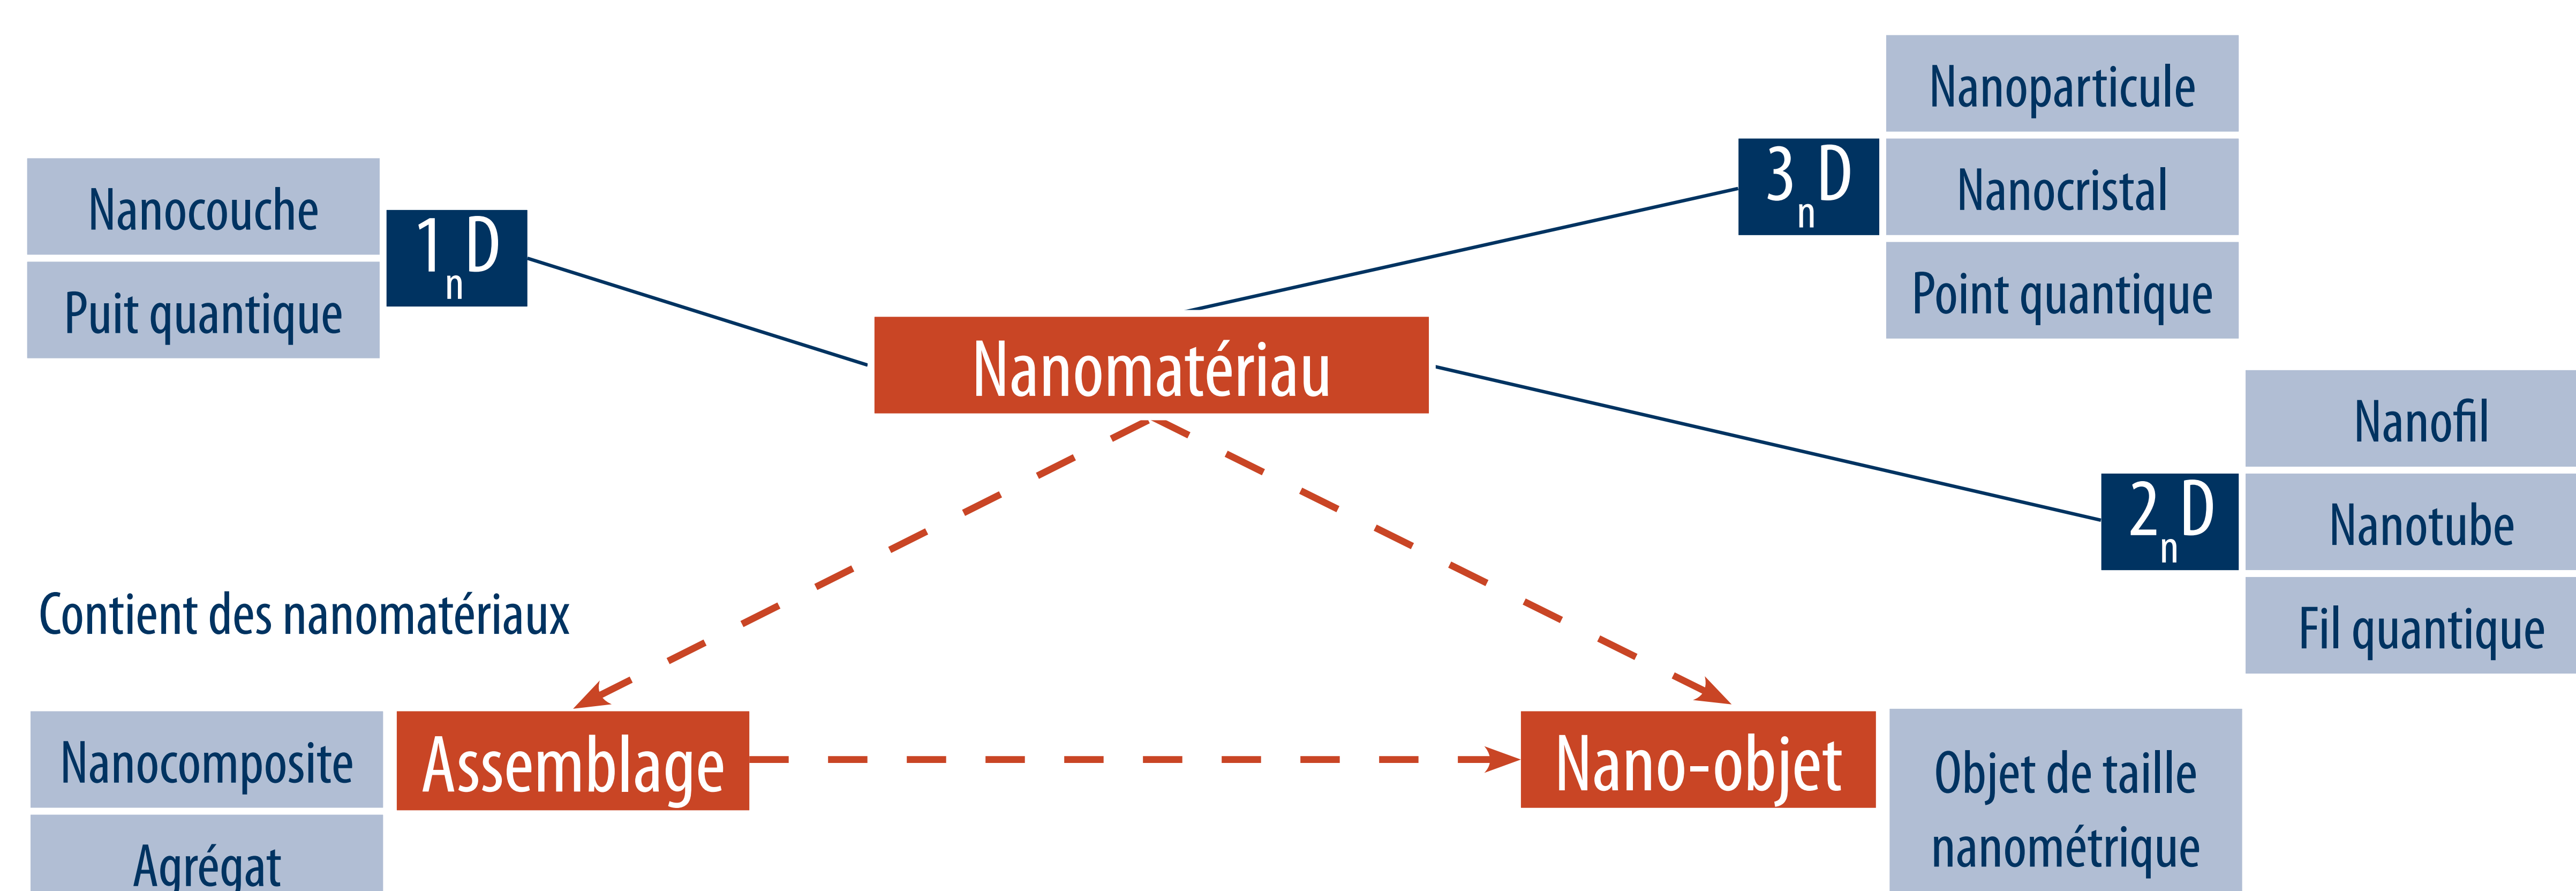 Nanoparticule
3nD
Nanocristal
Point quantique
Nanocouche
1nD
Puit quantique
Nanomatériau
Nanofil
2nD
Nanotube
Fil quantique
Contient des nanomatériaux
Nanocomposite
Assemblage
Nano-objet
Objet de taille
nanométrique
Agrégat